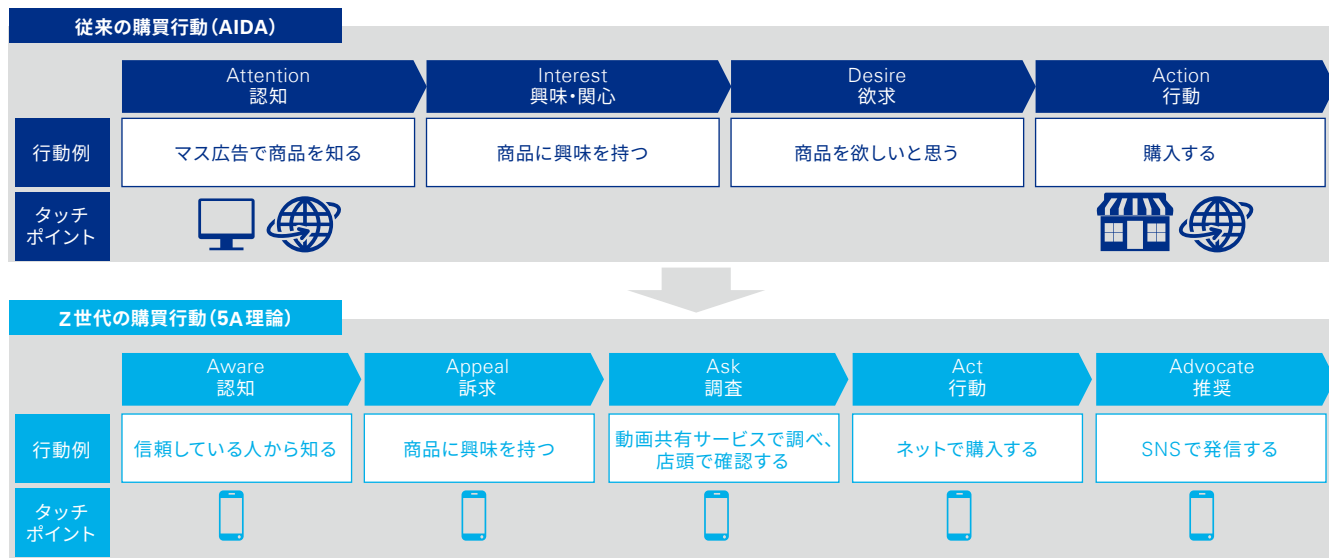 従来の購買行動（AIDA）
Attention
認知
Interest
興味・関心
Desire
欲求
Action
行動
行動例
マス広告で商品を知る
商品に興味を持つ
商品を欲しいと思う
購入する
タッチ
ポイント
Z世代の購買行動（5A理論）
Aware
認知
Appeal
訴求
Ask
調査
Act
行動
Advocate
推奨
行動例
信頼している人から知る
商品に興味を持つ
動画共有サービスで調べ、
店頭で確認する
ネットで購入する
SNSで発信する
タッチ
ポイント